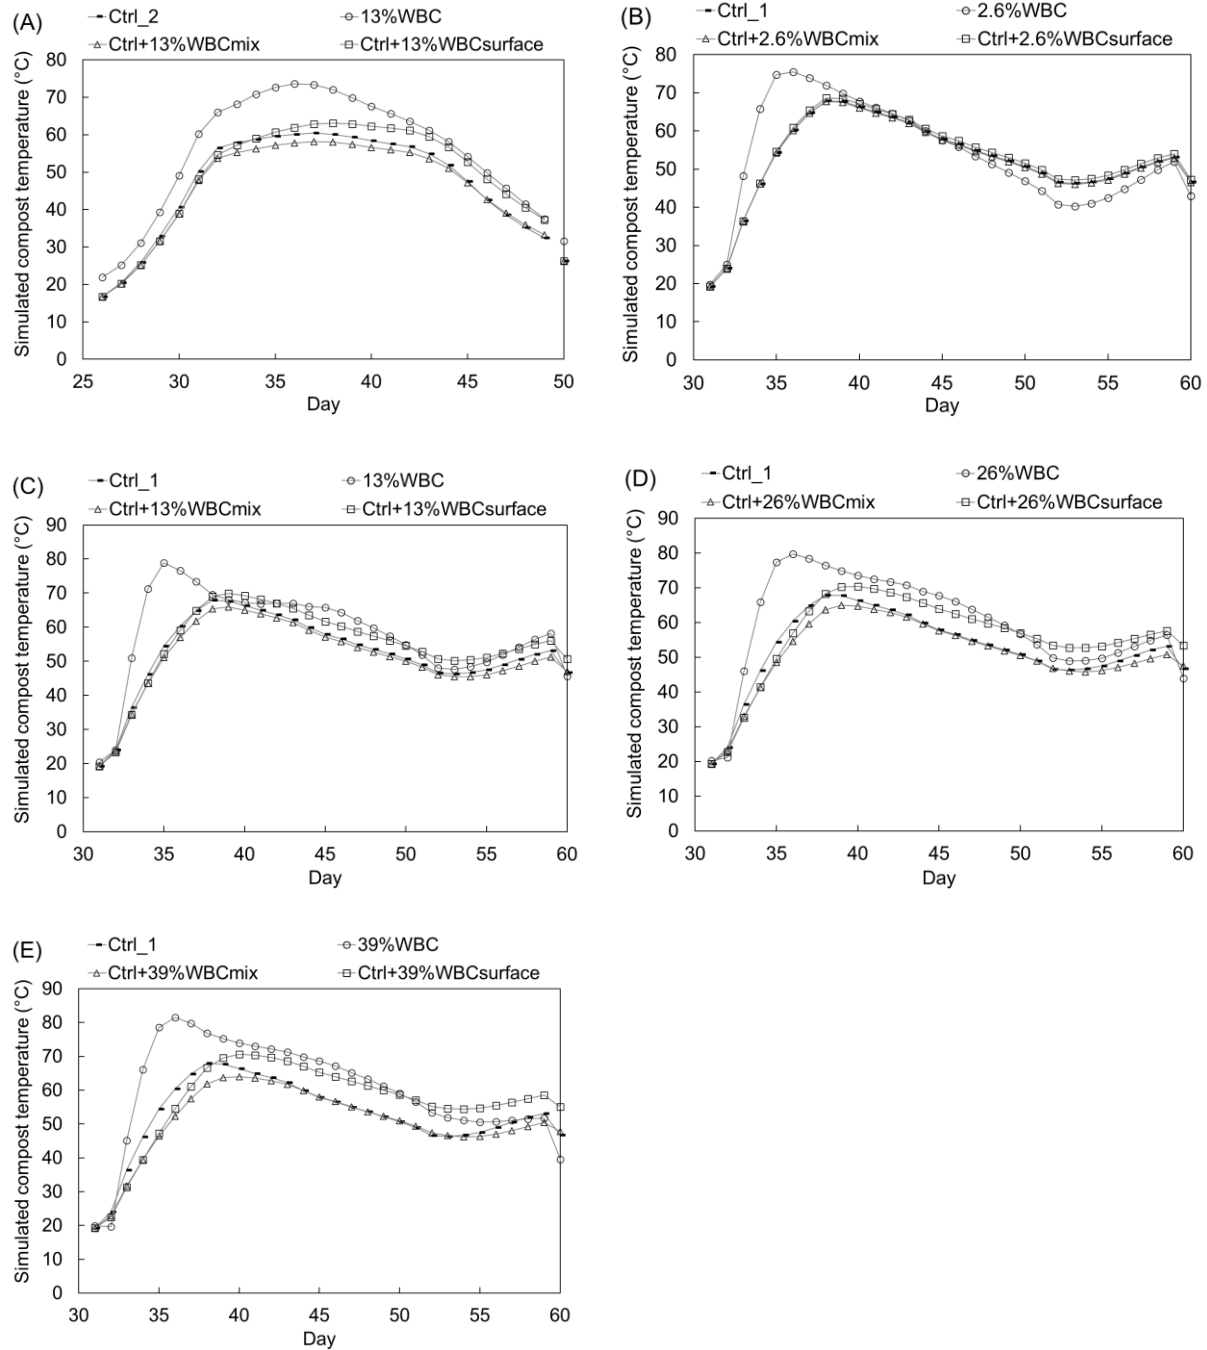 (A)
Ctrl_2 13%WBC
Ctrl+13%WBCmix Ctrl+13%WBCsurface
Simulated compost temperature (°C)
80
70
60
50
40
30
20
10
0
25 30 35 40 45 50
Day
(B)
Ctrl_1 2.6%WBC
Ctrl+2.6%WBCmix Ctrl+2.6%WBCsurface
Simulated compost temperature (°C)
80
70
60
50
40
30
20
10
0
30 35 40 45 50 55 60
Day
(C)
Ctrl_1 13%WBC
Ctrl+13%WBCmix Ctrl+13%WBCsurface
Simulated compost temperature (°C)
90
80
70
60
50
40
30
20
10
0
30 35 40 45 50 55 60
Day
(D)
Ctrl_1 26%WBC
Ctrl+26%WBCmix Ctrl+26%WBCsurface
Simulated compost temperature (°C)
90
80
70
60
50
40
30
20
10
0
30 35 40 45 50 55 60
Day
(E)
Ctrl_1 39%WBC
Ctrl+39%WBCmix Ctrl+39%WBCsurface
Simulated compost temperature (°C)
90
80
70
60
50
40
30
20
10
0
30 35 40 45 50 55 60
Day